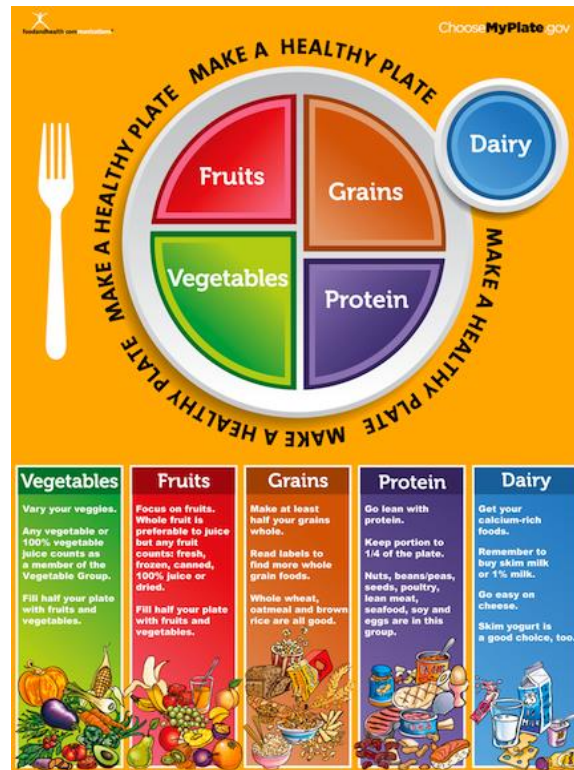 foodandhealth communications
ChooseMyPlate.gov
MAKE A HEALTHY PLATE
MAKE A HEALTHY PLATE
MAKE A HEALTHY PLATE
MAKE A HEALTHY PLATE
MAKE A HEALTHY PLATE
Fruits
Grains
Dairy
Vegetables
Protein
Vegetables
Vary your veggies.
Any vegetable or
100% vegetable
juice counts as
a member of the
Vegetable Group.
Fill half your plate
with fruits and
vegetables.
Fruits
Focus on fruits.
Whole fruit is
preferable to juice
but any fruit
counts: fresh,
frozen, canned,
100% juice or
dried.
Fill half your plate
with fruits and
vegetables.
Grains
Make at least
half your grains
whole.
Read labels to
find more whole
grain foods.
Whole wheat,
oatmeal and brown
rice are all good.
Protein
Go lean with
protein.
Keep portion to
1/4 of the plate.
Nuts, beans/peas,
seeds, poultry,
lean meat,
seafood, soy and
eggs are in this
group.
Dairy
Get your
calcium-rich
foods.
Remember to
buy skim milk
or 1% milk.
Go easy on
cheese.
Skim yogurt is
a good choice, too.
MILK